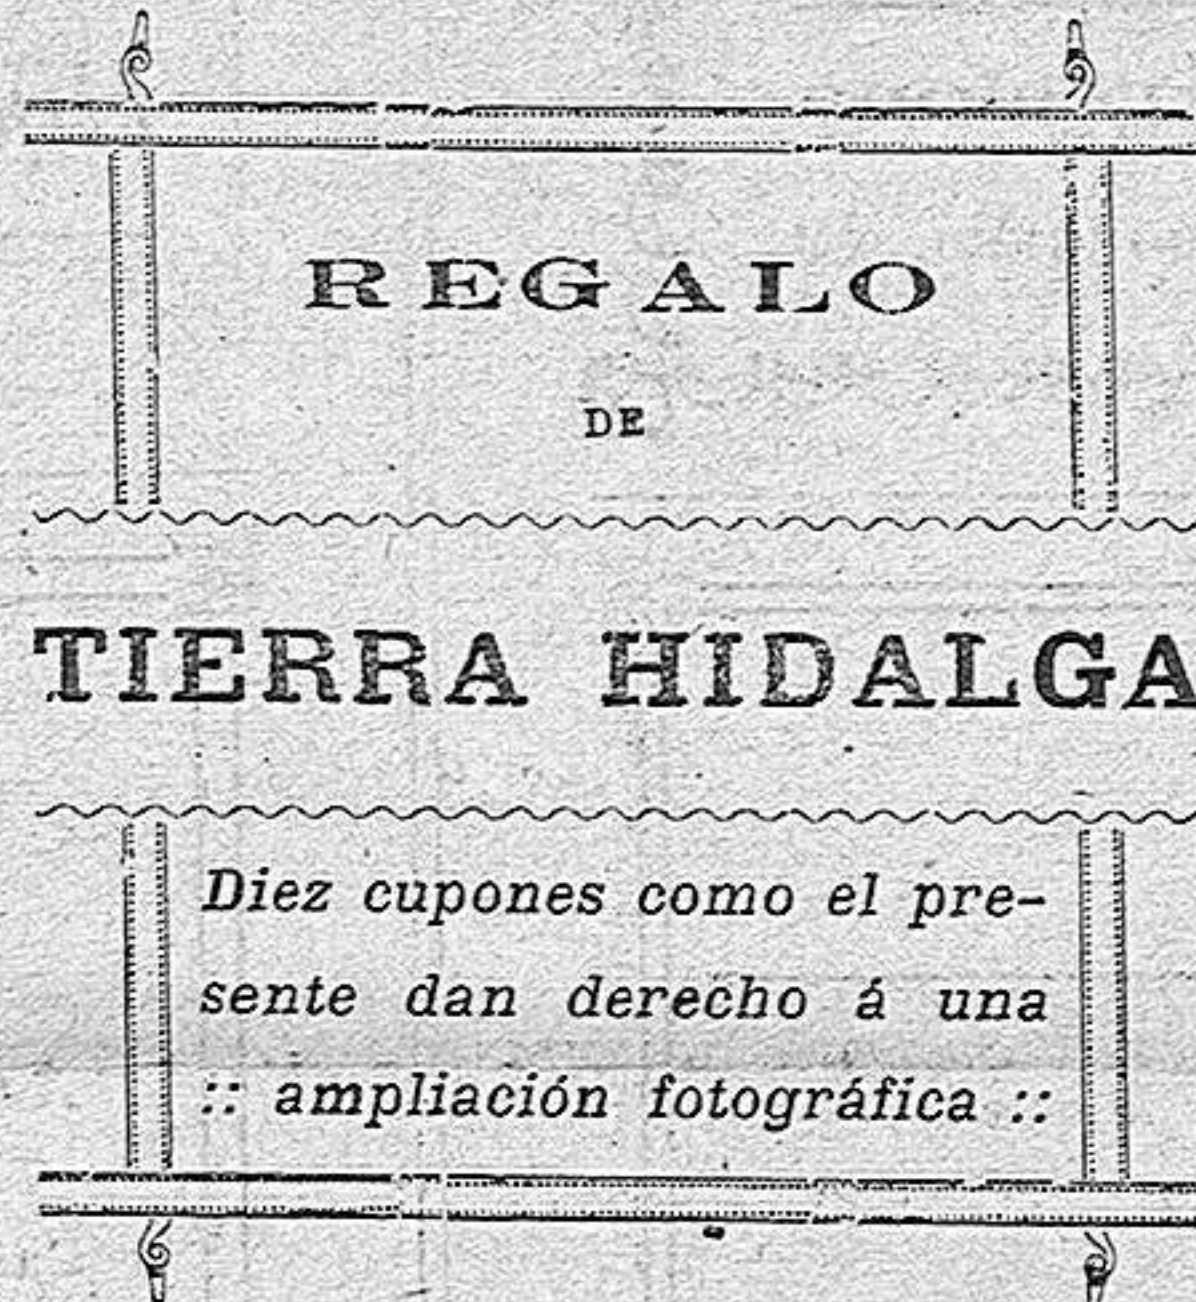 REGALO
DE
TIERRA HIDALGA
Diez cupones como el pre-
sente dan derecho á una
:: ampliación fotográfica ::